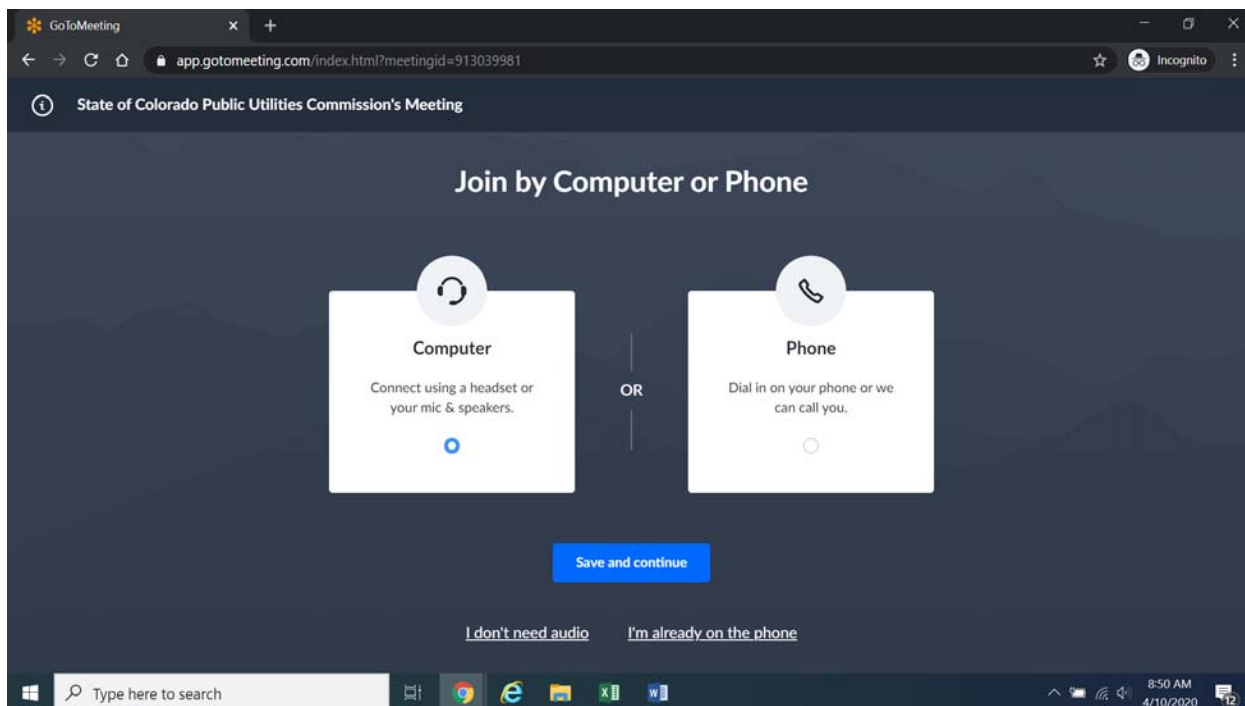 GoToMeeting
app.gotomeeting.com/index.html?meetingid=913039981
Incognito
State of Colorado Public Utilities Commission's Meeting
Join by Computer or Phone
Computer
Connect using a headset or
your mic & speakers.
OR
Phone
Dial in on your phone or we
can call you.
Save and continue
I don't need audio
I'm already on the phone
Type here to search
8:50 AM
4/10/2020
12